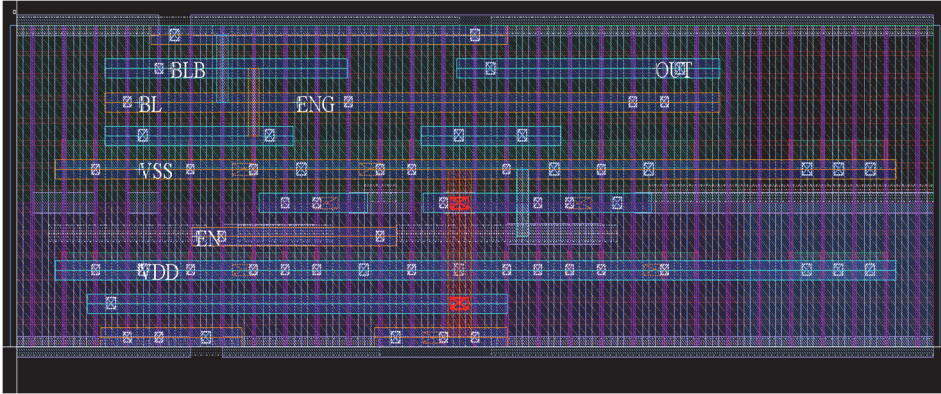 BLB OUT
BL ENG
VSS
EN
VDD